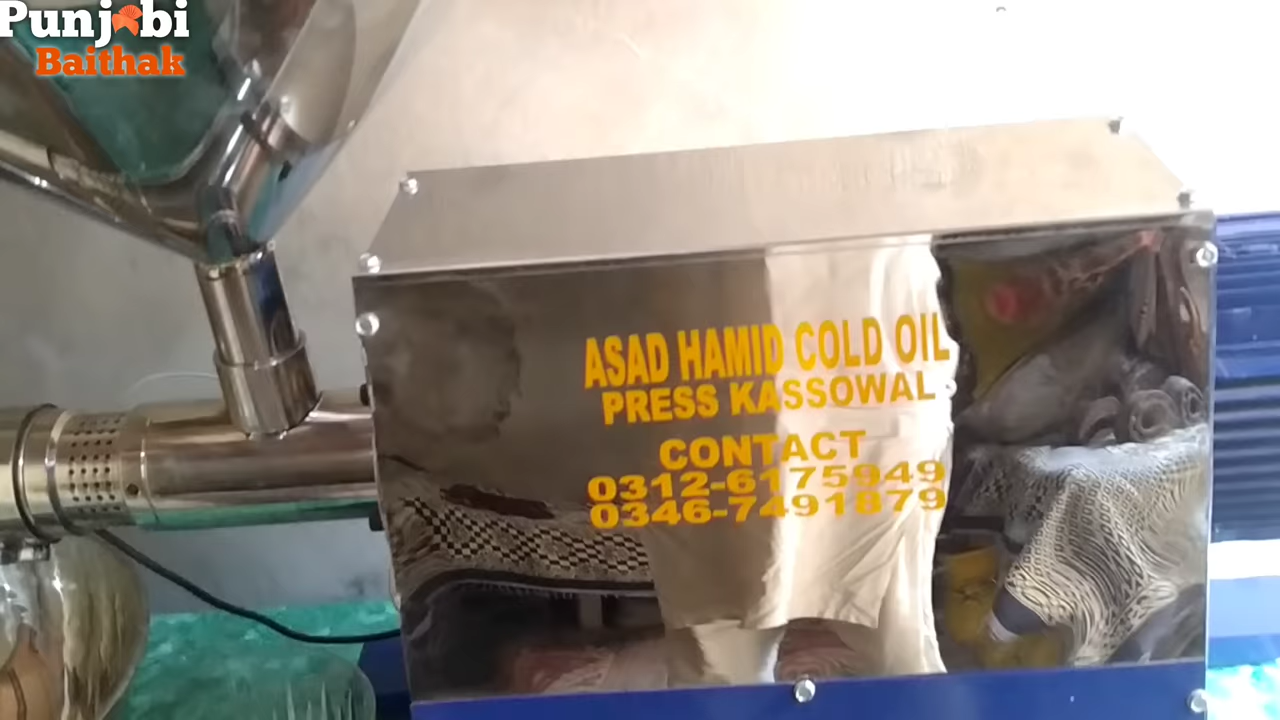 Punjabi
Baithak
ASAD HAMID COLD OIL
PRESS KASSOWAL
CONTACT
0312-6175949
0346-7491879